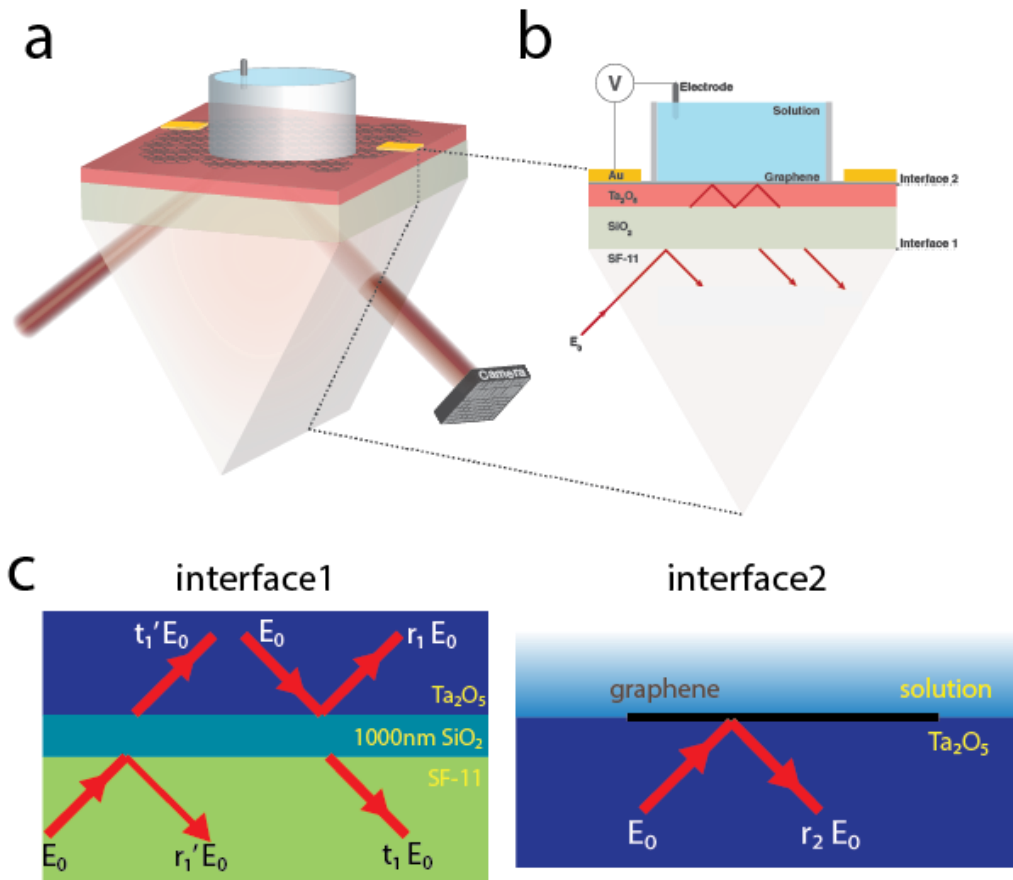 a
b
V
Electrode
Solution
Au
Graphene
Interface 2
Ta₂O₅
SiO₂
Interface 1
SF-11
E₀
Camera
c
interface1
interface2
t₁'E₀
E₀
r₁ E₀
Ta₂O₅
1000nm SiO₂
SF-11
E₀
r₁'E₀
t₁ E₀
graphene
solution
Ta₂O₅
E₀
r₂ E₀